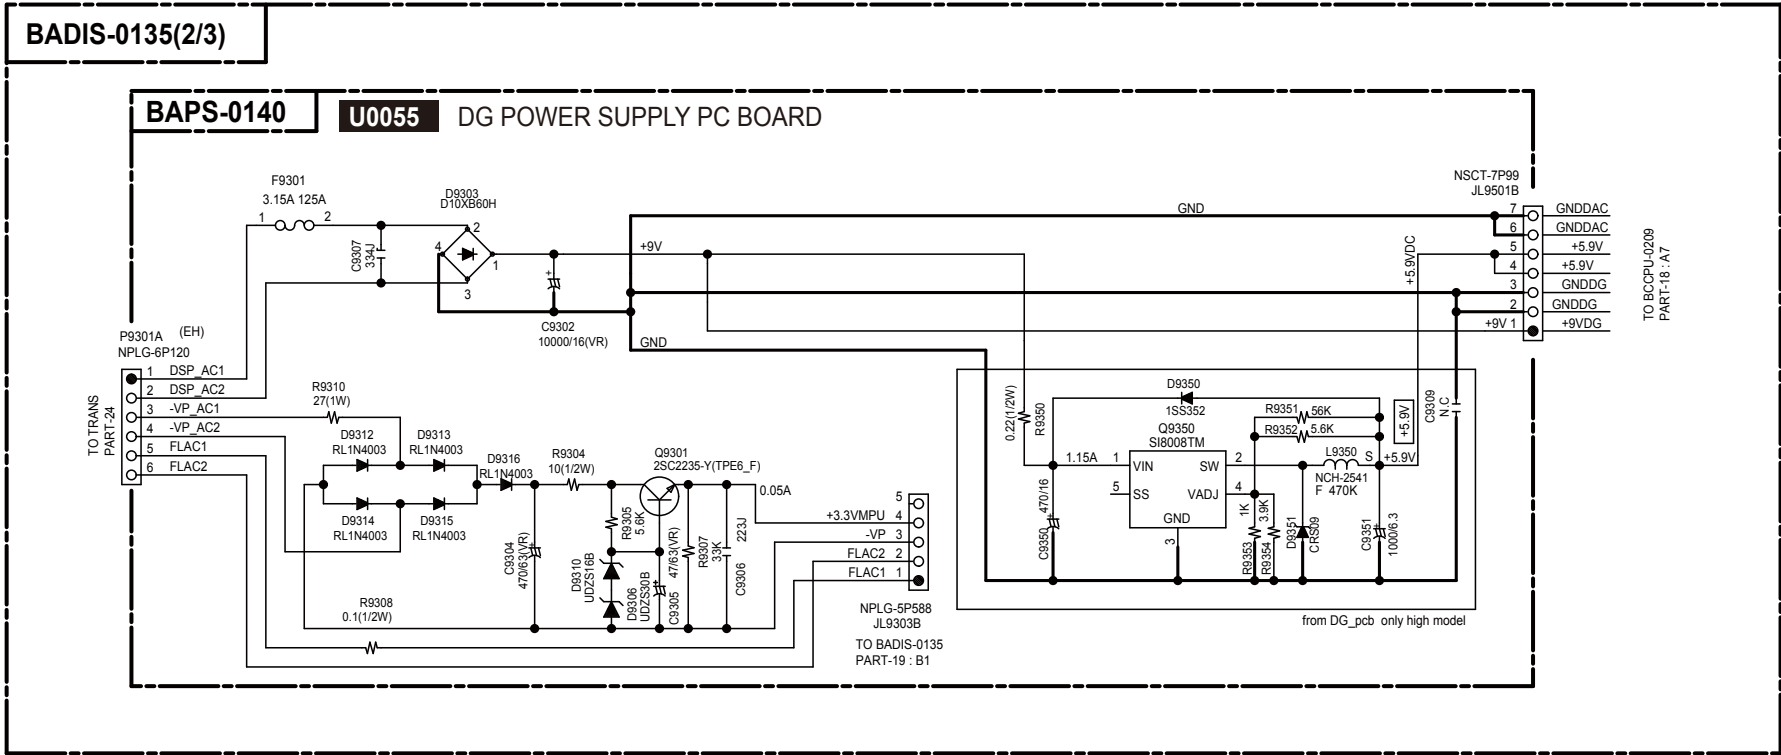 BADIS-0135(2/3)
BAPS-0140
U0055
DG POWER SUPPLY PC BOARD
F9301
3.15A 125A
1
2
C9307
334J
D9303
D10XB60H
2
4
1
3
+9V
C9302
10000/16(VR)
GND
GND
NSCT-7P99
JL9501B
+5.9VDC
7
GNDDAC
6
GNDDAC
5
+5.9V
4
+5.9V
3
GNDDG
2
GNDDG
+9V 1
+9VDG
TO BCCPU-0209
PART-18 : A7
P9301A
(EH)
NPLG-6P120
TO TRANS
PART-24
1
DSP_AC1
2
DSP_AC2
3
-VP_AC1
4
-VP_AC2
5
FLAC1
6
FLAC2
R9310
27(1W)
D9312
RL1N4003
D9313
RL1N4003
D9314
RL1N4003
D9315
RL1N4003
D9316
RL1N4003
R9304
10(1/2W)
Q9301
2SC2235-Y(TPE6_F)
0.05A
R9305
5.6K
C9304
470/63(VR)
D9310
UDZS16B
D9306
UDZS30B
C9305
47/63(VR)
R9307
33K
C9306
223J
R9308
0.1(1/2W)
5
+3.3VMPU 4
-VP 3
FLAC2 2
FLAC1 1
NPLG-5P588
JL9303B
TO BADIS-0135
PART-19 : B1
0.22(1/2W)
R9350
D9350
1SS352
Q9350
SI8008TM
1.15A
1
VIN
SW
2
5
SS
VADJ
4
GND
3
C9350
470/16
R9351
56K
R9352
5.6K
L9350
S
NCH-2541
F
470K
+5.9V
+5.9V
C9309
N.C
R9353
1K
R9354
3.9K
D9351
CRS09
C9351
1000/6.3
from DG_pcb only high model